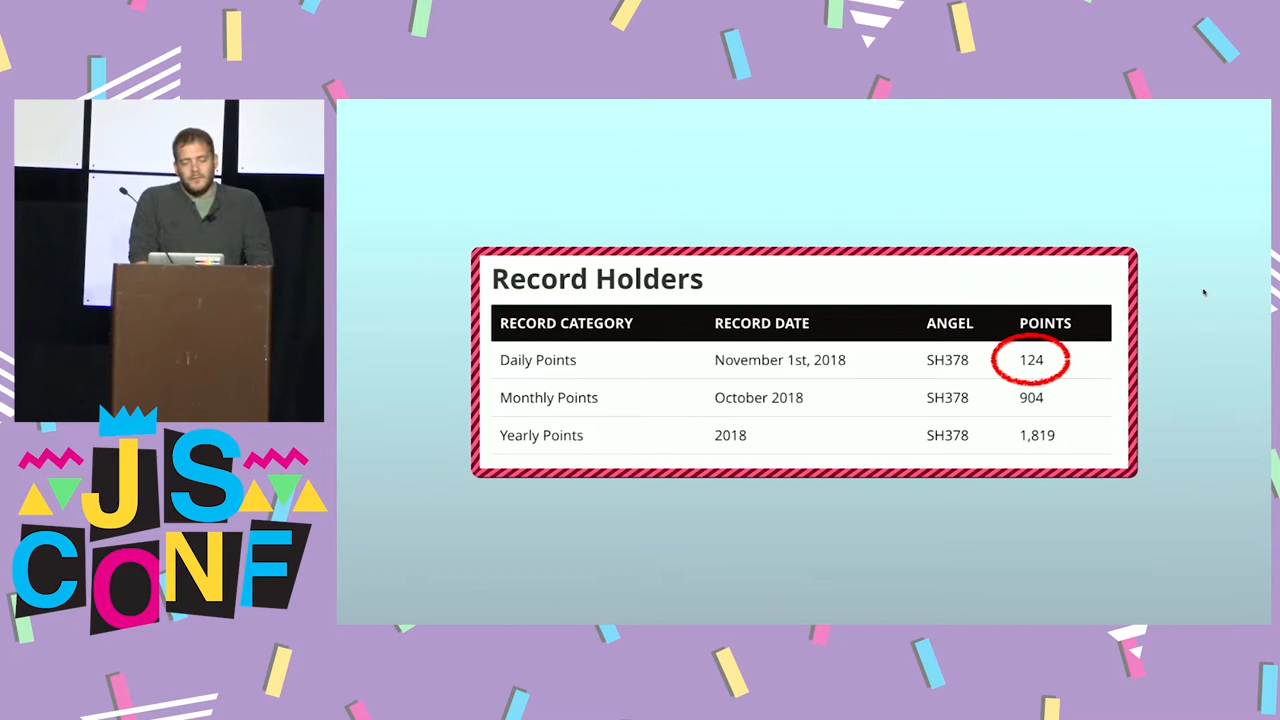 Record Holders
RECORD CATEGORY RECORD DATE ANGEL POINTS
Daily Points November 1st, 2018 SH378 124
Monthly Points October 2018 SH378 904
Yearly Points 2018 SH378 1,819
JS
CONF